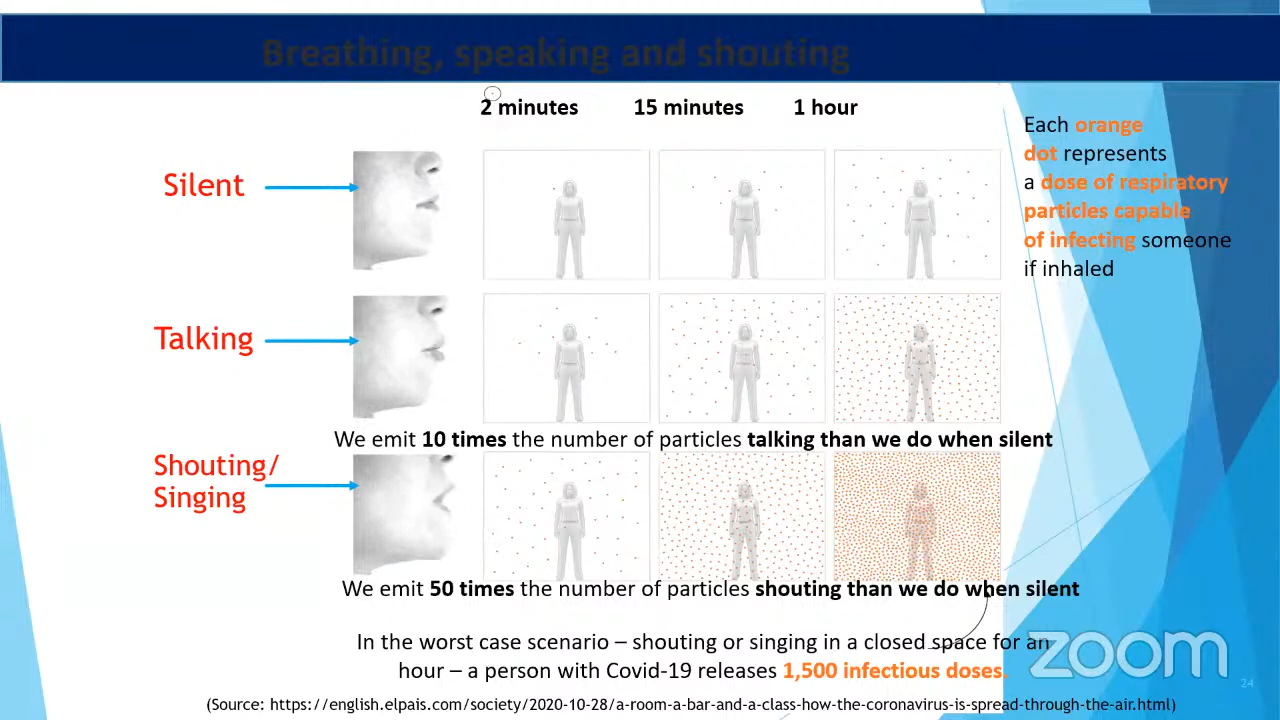 Breathing, speaking and shouting
2 minutes 15 minutes 1 hour
Each orange
dot represents
a dose of respiratory
particles capable
of infecting someone
if inhaled
Silent
Talking
We emit 10 times the number of particles talking than we do when silent
Shouting/
Singing
We emit 50 times the number of particles shouting than we do when silent
In the worst case scenario – shouting or singing in a closed space for an
hour – a person with Covid-19 releases 1,500 infectious doses.
zoom
24
(Source: https://english.elpais.com/society/2020-10-28/a-room-a-bar-and-a-class-how-the-coronavirus-is-spread-through-the-air.html)